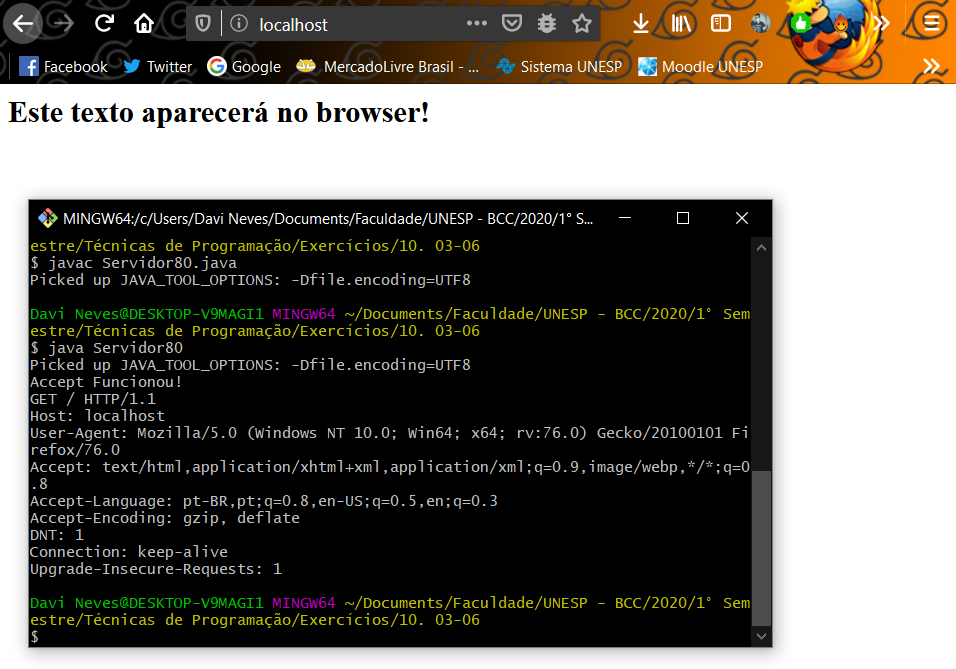 localhost
Facebook Twitter Google MercadoLivre Brasil - ... Sistema UNESP Moodle UNESP
Este texto aparecerá no browser!
MINGW64:/c/Users/Davi Neves/Documents/Faculdade/UNESP - BCC/2020/1° S...
estre/Técnicas de Programação/Exercícios/10. 03-06
$ javac Servidor80.java
Picked up JAVA_TOOL_OPTIONS: -Dfile.encoding=UTF8
Davi Neves@DESKTOP-V9MAGI1 MINGW64 ~/Documents/Faculdade/UNESP - BCC/2020/1° Sem
estre/Técnicas de Programação/Exercícios/10. 03-06
$ java Servidor80
Picked up JAVA_TOOL_OPTIONS: -Dfile.encoding=UTF8
Accept Funcionou!
GET / HTTP/1.1
Host: localhost
User-Agent: Mozilla/5.0 (Windows NT 10.0; Win64; x64; rv:76.0) Gecko/20100101 Fi
refox/76.0
Accept: text/html,application/xhtml+xml,application/xml;q=0.9,image/webp,*/*;q=0
.8
Accept-Language: pt-BR,pt;q=0.8,en-US;q=0.5,en;q=0.3
Accept-Encoding: gzip, deflate
DNT: 1
Connection: keep-alive
Upgrade-Insecure-Requests: 1
Davi Neves@DESKTOP-V9MAGI1 MINGW64 ~/Documents/Faculdade/UNESP - BCC/2020/1° Sem
estre/Técnicas de Programação/Exercícios/10. 03-06
$